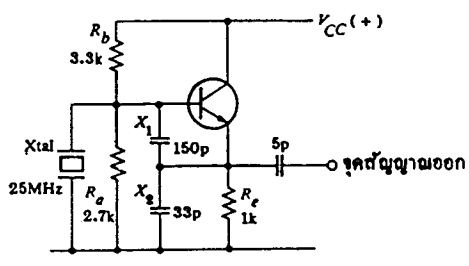 V_CC (+)
R_b
3.3k
Xtal
25MHz
R_a
2.7k
X_1
150p
X_2
33p
5p
R_e
1k
จุดสัญญาณออก